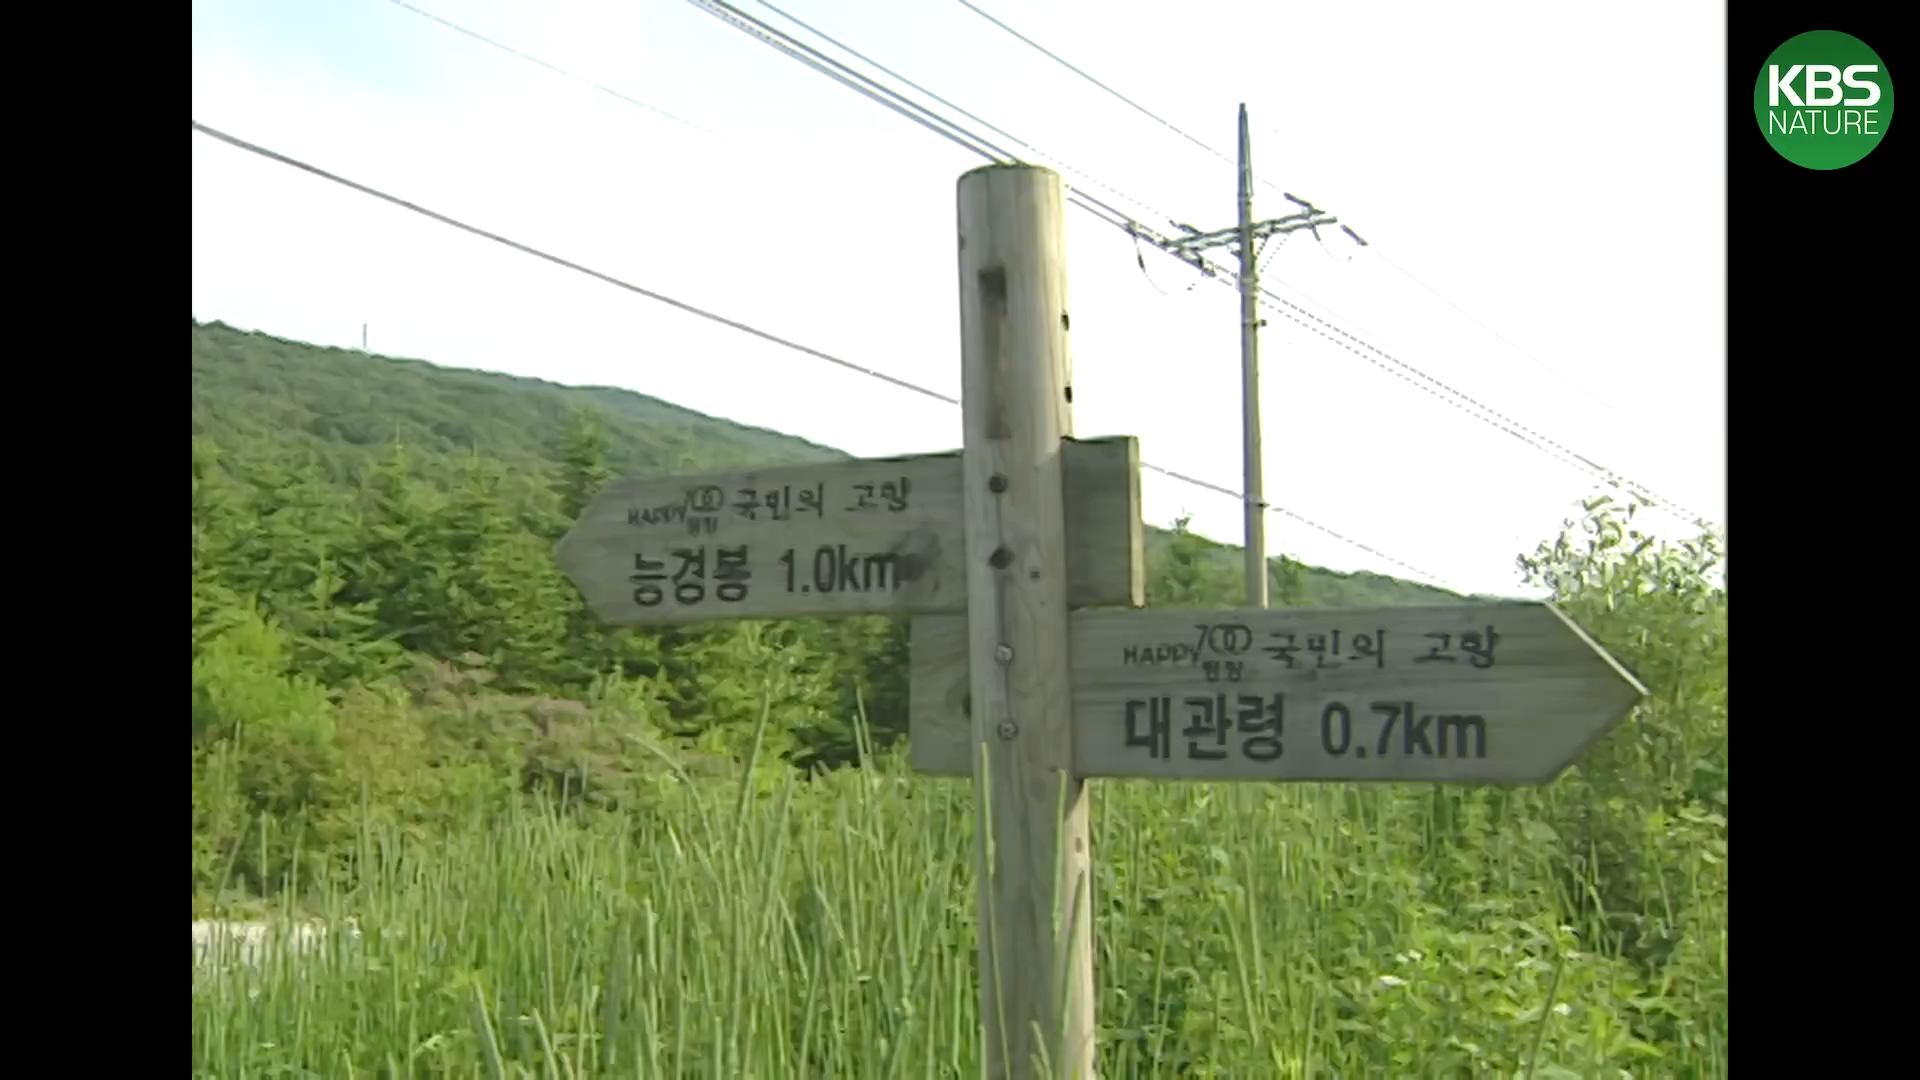 KBS
NATURE
HAPPY 700 평창 국민의 고향
능경봉 1.0km
HAPPY 700 평창 국민의 고향
대관령 0.7km